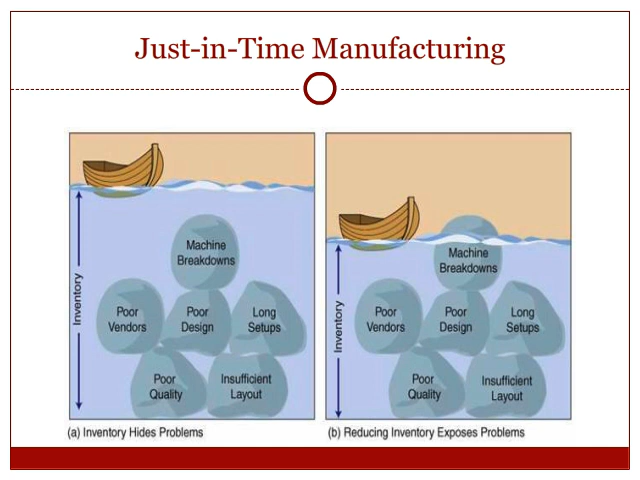 Just-in-Time Manufacturing
Inventory
Machine
Breakdowns
Poor
Vendors
Poor
Design
Long
Setups
Poor
Quality
Insufficient
Layout
(a) Inventory Hides Problems
Inventory
Machine
Breakdowns
Poor
Vendors
Poor
Design
Long
Setups
Poor
Quality
Insufficient
Layout
(b) Reducing Inventory Exposes Problems